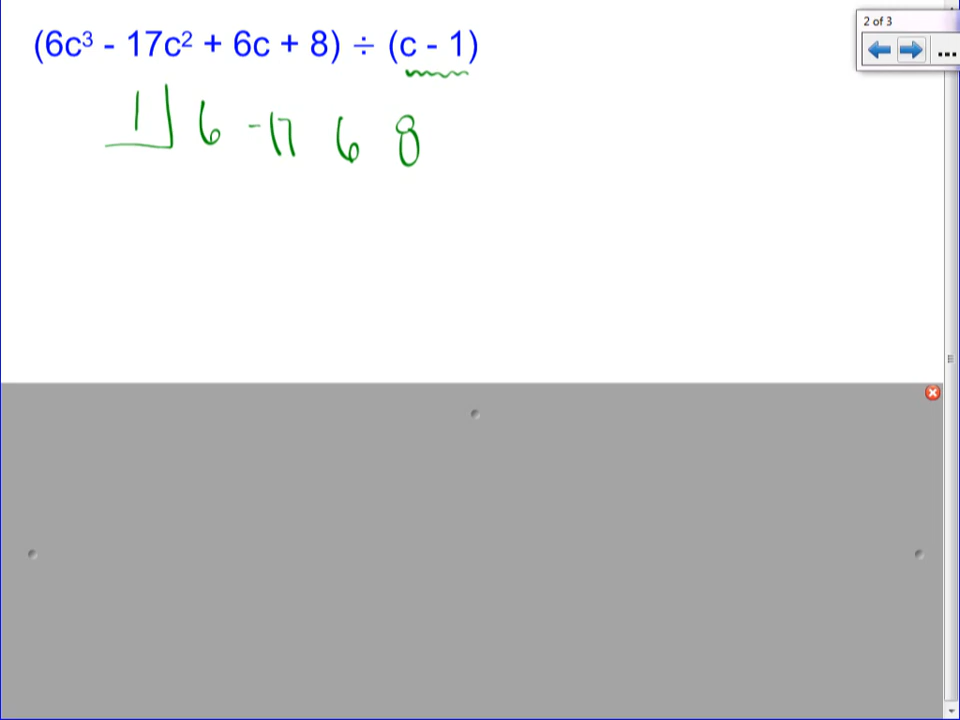 2 of 3
(6c³ - 17c² + 6c + 8) ÷ (c - 1)
1 6 -17 6 8